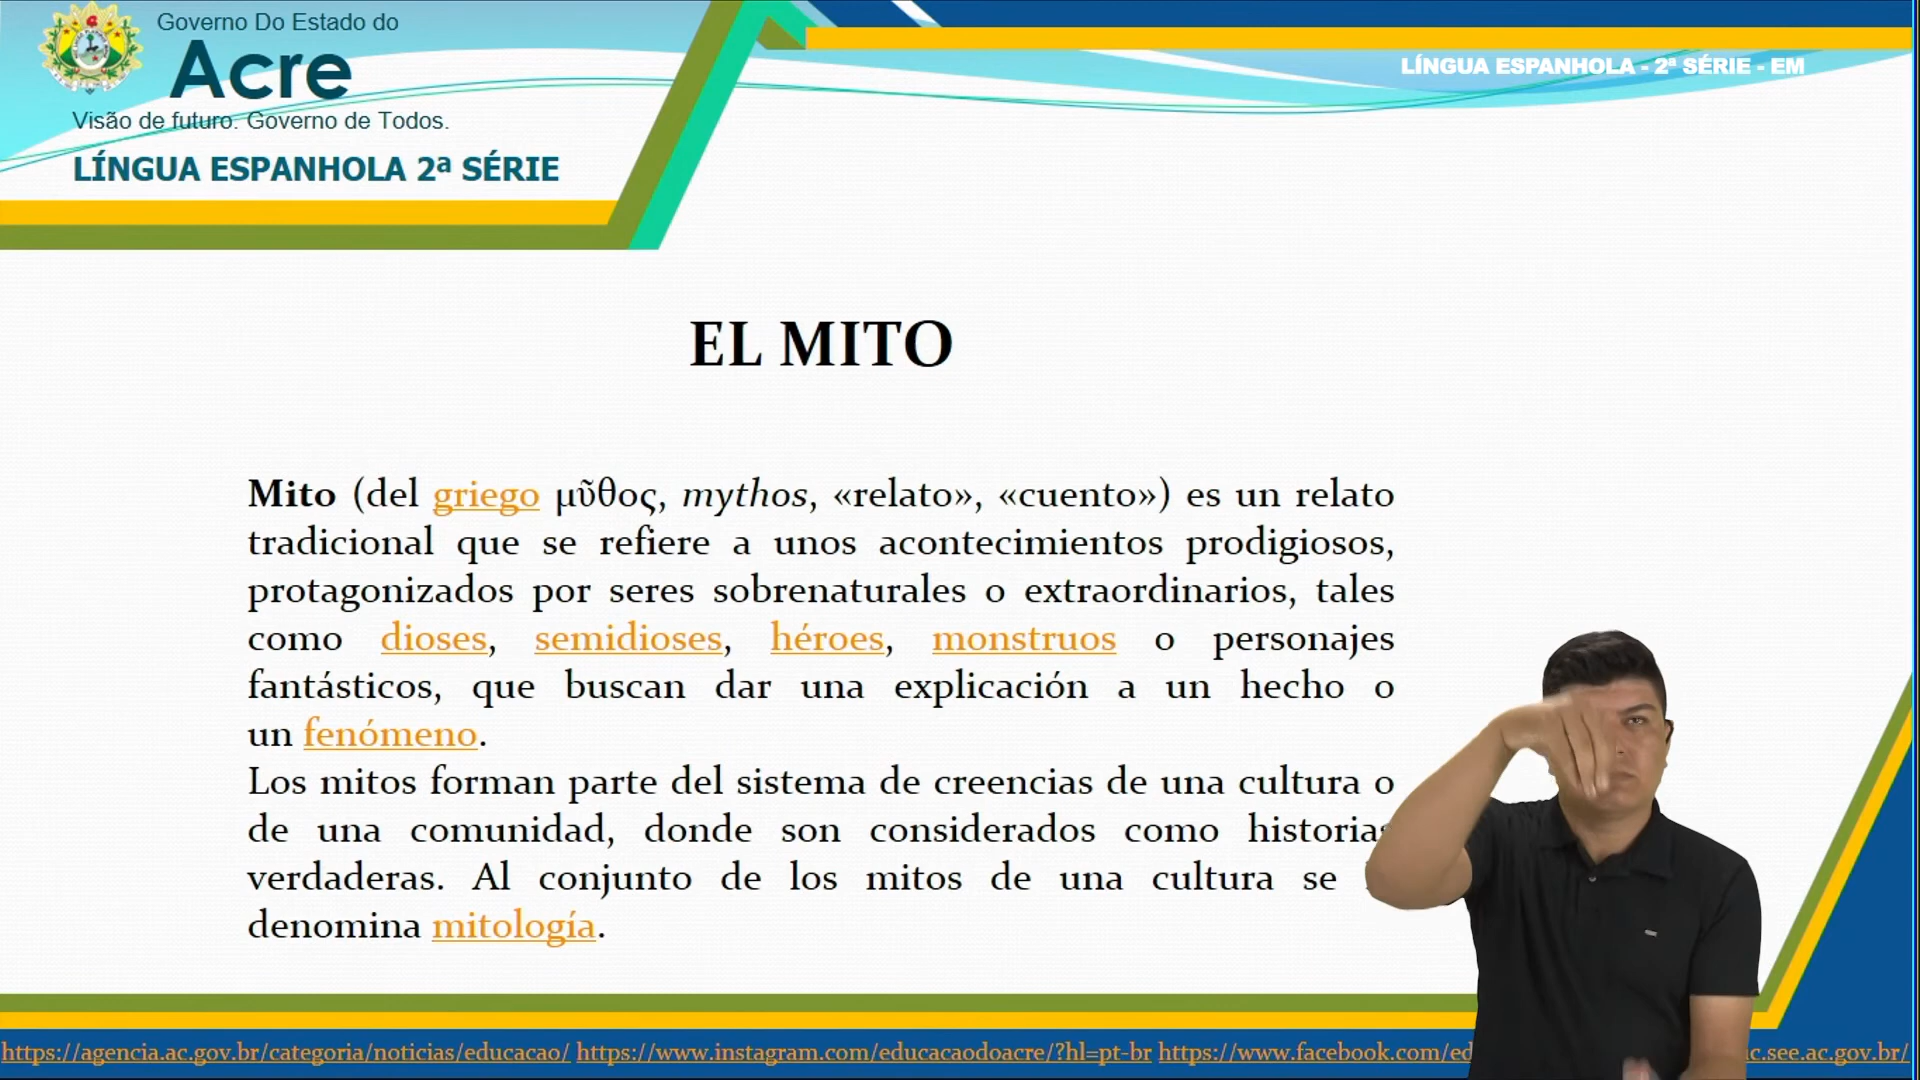 Governo Do Estado do
Acre
Visão de futuro. Governo de Todos.
LÍNGUA ESPANHOLA 2ª SÉRIE
LÍNGUA ESPANHOLA - 2ª SÉRIE - EM
EL MITO
Mito (del griego μῦθος, mythos, «relato», «cuento») es un relato
tradicional que se refiere a unos acontecimientos prodigiosos,
protagonizados por seres sobrenaturales o extraordinarios, tales
como dioses, semidioses, héroes, monstruos o personajes
fantásticos, que buscan dar una explicación a un hecho o
un fenómeno.
Los mitos forman parte del sistema de creencias de una cultura o
de una comunidad, donde son considerados como historias
verdaderas. Al conjunto de los mitos de una cultura se
denomina mitología.
https://agencia.ac.gov.br/categoria/noticias/educacao/ https://www.instagram.com/educacaodoacre/?hl=pt-br https://www.facebook.com/ed c.see.ac.gov.br/